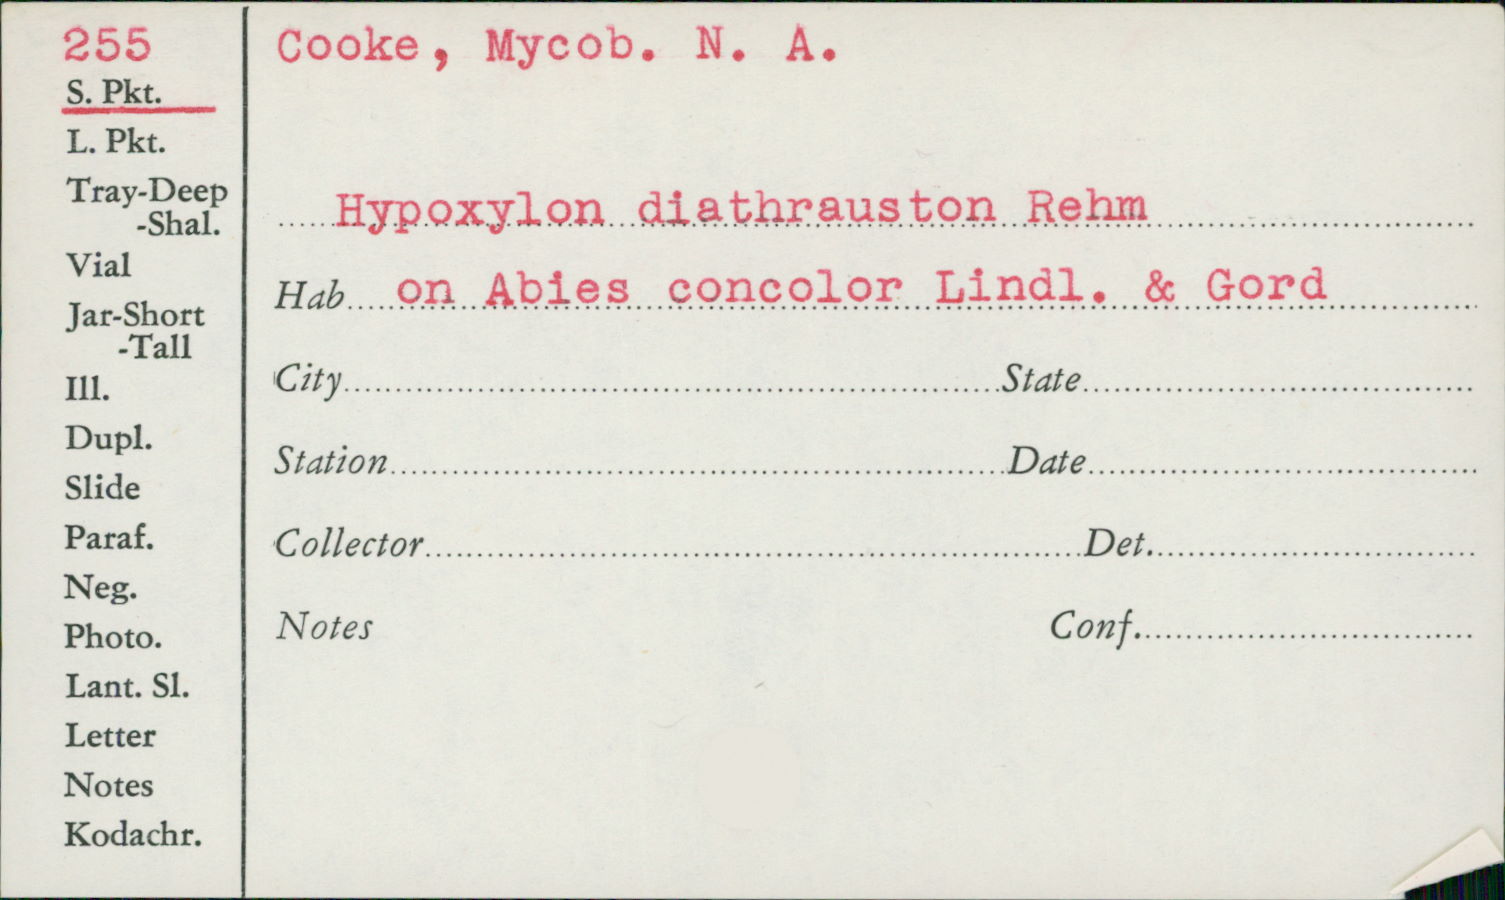 255
S. Pkt.
L. Pkt.
Tray-Deep
-Shal.
Vial
Jar-Short
-Tall
Ill.
Dupl.
Slide
Paraf.
Neg.
Photo.
Lant. Sl.
Letter
Notes
Kodachr.
Cooke, Mycob. N. A.
Hypoxylon diathrauston Rehm
Hab on Abies concolor Lindl. & Gord
City State
Station Date
Collector Det.
Notes Conf.